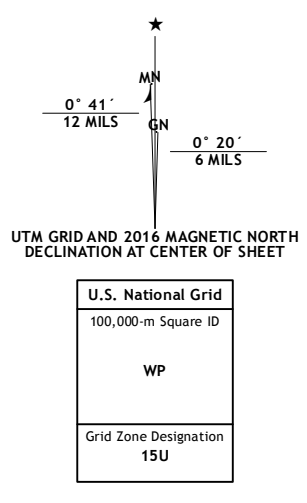 MN
0° 41´
12 MILS
GN
0° 20´
6 MILS
UTM GRID AND 2016 MAGNETIC NORTH
DECLINATION AT CENTER OF SHEET
U.S. National Grid
100,000-m Square ID
WP
Grid Zone Designation
15U